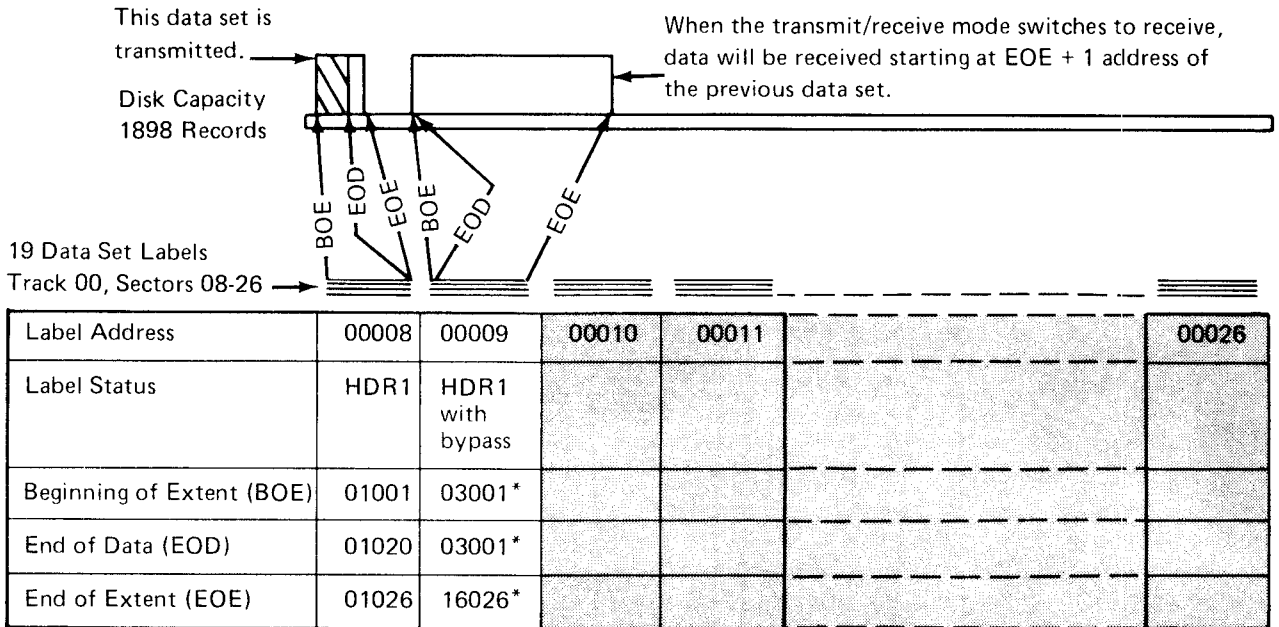 This data set is
transmitted.
Disk Capacity
1898 Records
When the transmit/receive mode switches to receive,
data will be received starting at EOE + 1 address of
the previous data set.
BOE
EOD
EOE
BOE
EOD
EOE
19 Data Set Labels
Track 00, Sectors 08-26
Label Address 00008 00009 00010 00011 00026
Label Status HDR1 HDR1
with
bypass
Beginning of Extent (BOE) 01001 03001*
End of Data (EOD) 01020 03001*
End of Extent (EOE) 01026 16026*